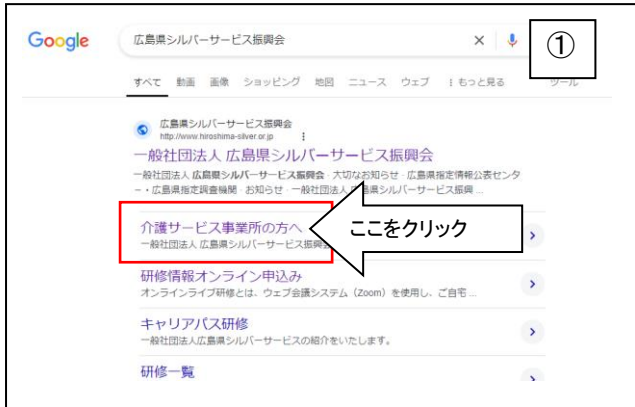 Google 広島県シルバーサービス振興会
①
すべて 動画 画像 ショッピング 地図 ニュース ウェブ もっと見る ツール
広島県シルバーサービス振興会
http://www.hiroshima-silver.or.jp
一般社団法人 広島県シルバーサービス振興会
一般社団法人 広島県シルバーサービス振興会 · 大切なお知らせ · 広島県指定情報公表センタ
ー・広島県指定調査機関 · お知らせ · 一般社団法人 広島県シルバーサービス振興 ...
介護サービス事業所の方へ
ここをクリック
一般社団法人 広島県シルバーサービス振興会
研修情報オンライン申込み
オンラインライブ研修とは、ウェブ会議システム（Zoom）を使用し、ご自宅 ...
キャリアパス研修
一般社団法人広島県シルバーサービスの紹介をいたします。
研修一覧